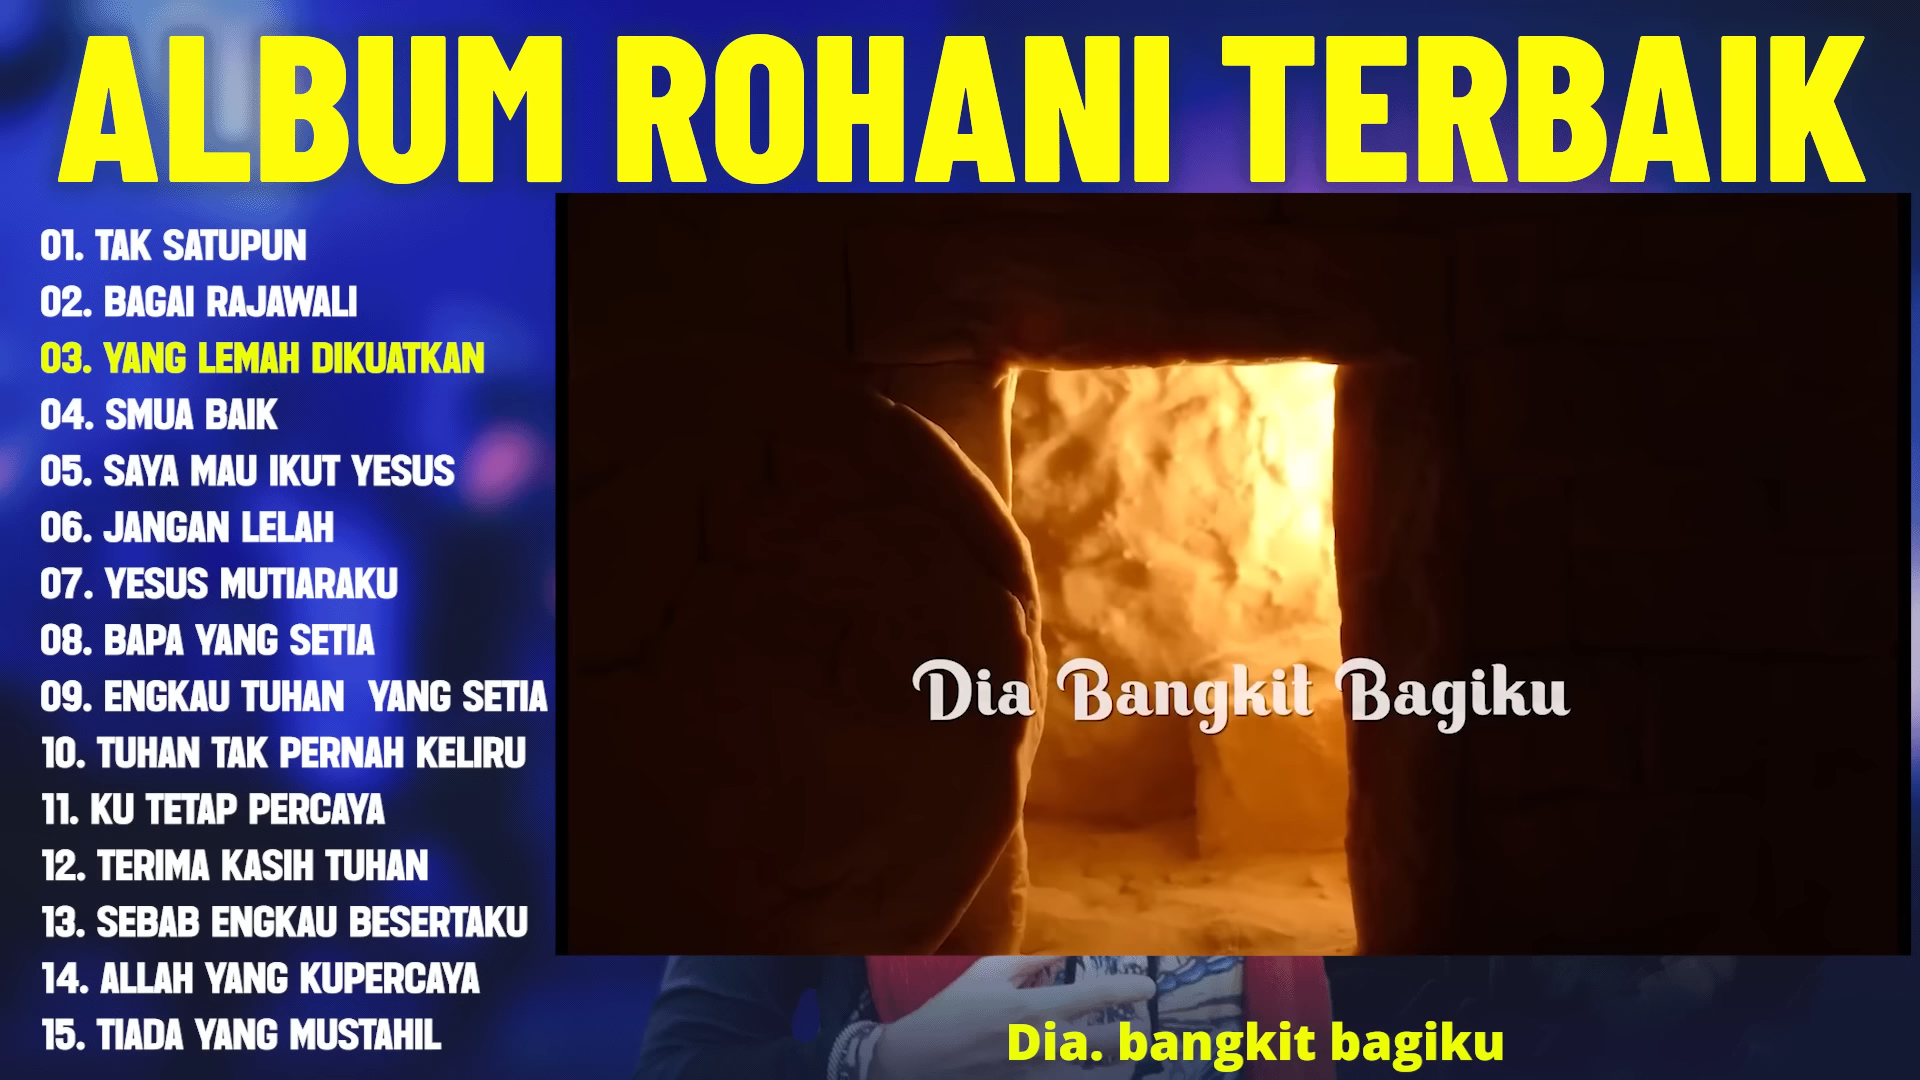 ALBUM ROHANI TERBAIK
01. TAK SATUPUN
02. BAGAI RAJAWALI
03. YANG LEMAH DIKUATKAN
04. SMUA BAIK
05. SAYA MAU IKUT YESUS
06. JANGAN LELAH
07. YESUS MUTIARAKU
08. BAPA YANG SETIA
09. ENGKAU TUHAN  YANG SETIA
10. TUHAN TAK PERNAH KELIRU
11. KU TETAP PERCAYA
12. TERIMA KASIH TUHAN
13. SEBAB ENGKAU BESERTAKU
14. ALLAH YANG KUPERCAYA
15. TIADA YANG MUSTAHIL
Dia Bangkit Bagiku
Dia. bangkit bagiku